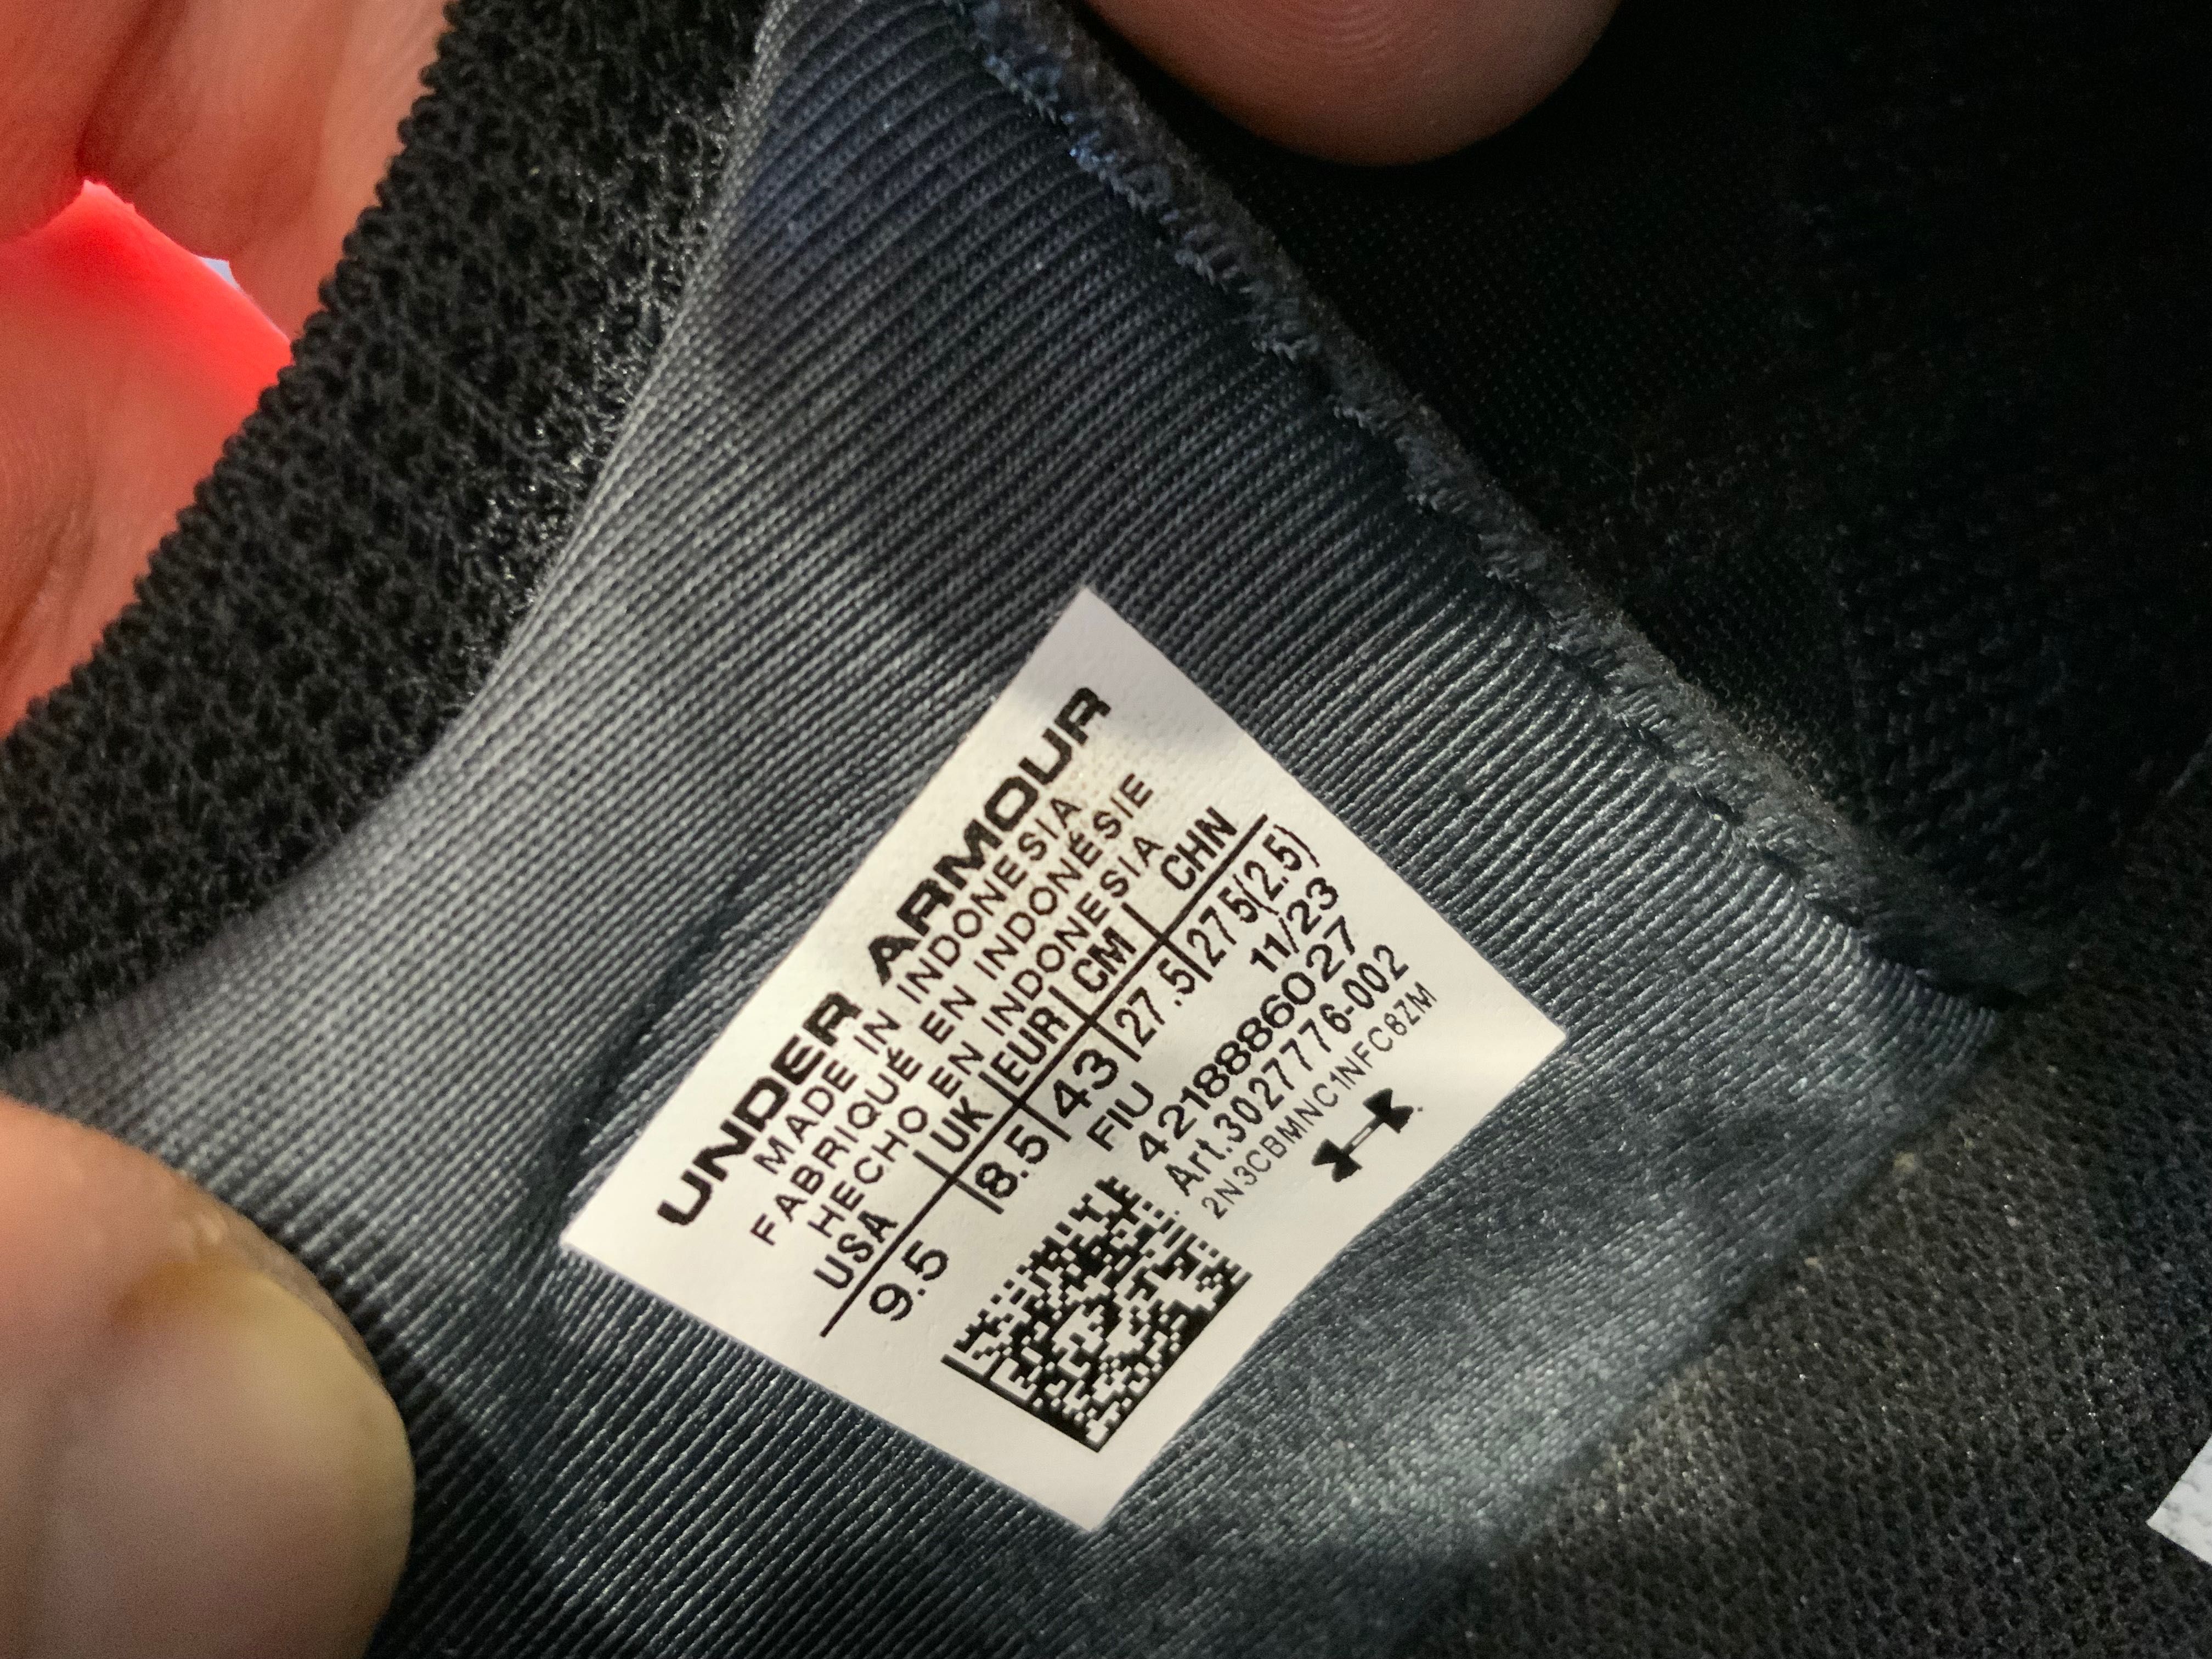 UNDER ARMOUR
MADE IN INDONESIA
FABRIQUÉ EN INDONÉSIE
HECHO EN INDONESIA
USA | UK | EUR | CM | CHN
9.5 | 8.5 | 43 | 27.5 | 275(2.5)
FIU 11/23
4218886027
Art.3027776-002
2N3CBMNC1NFC8ZM